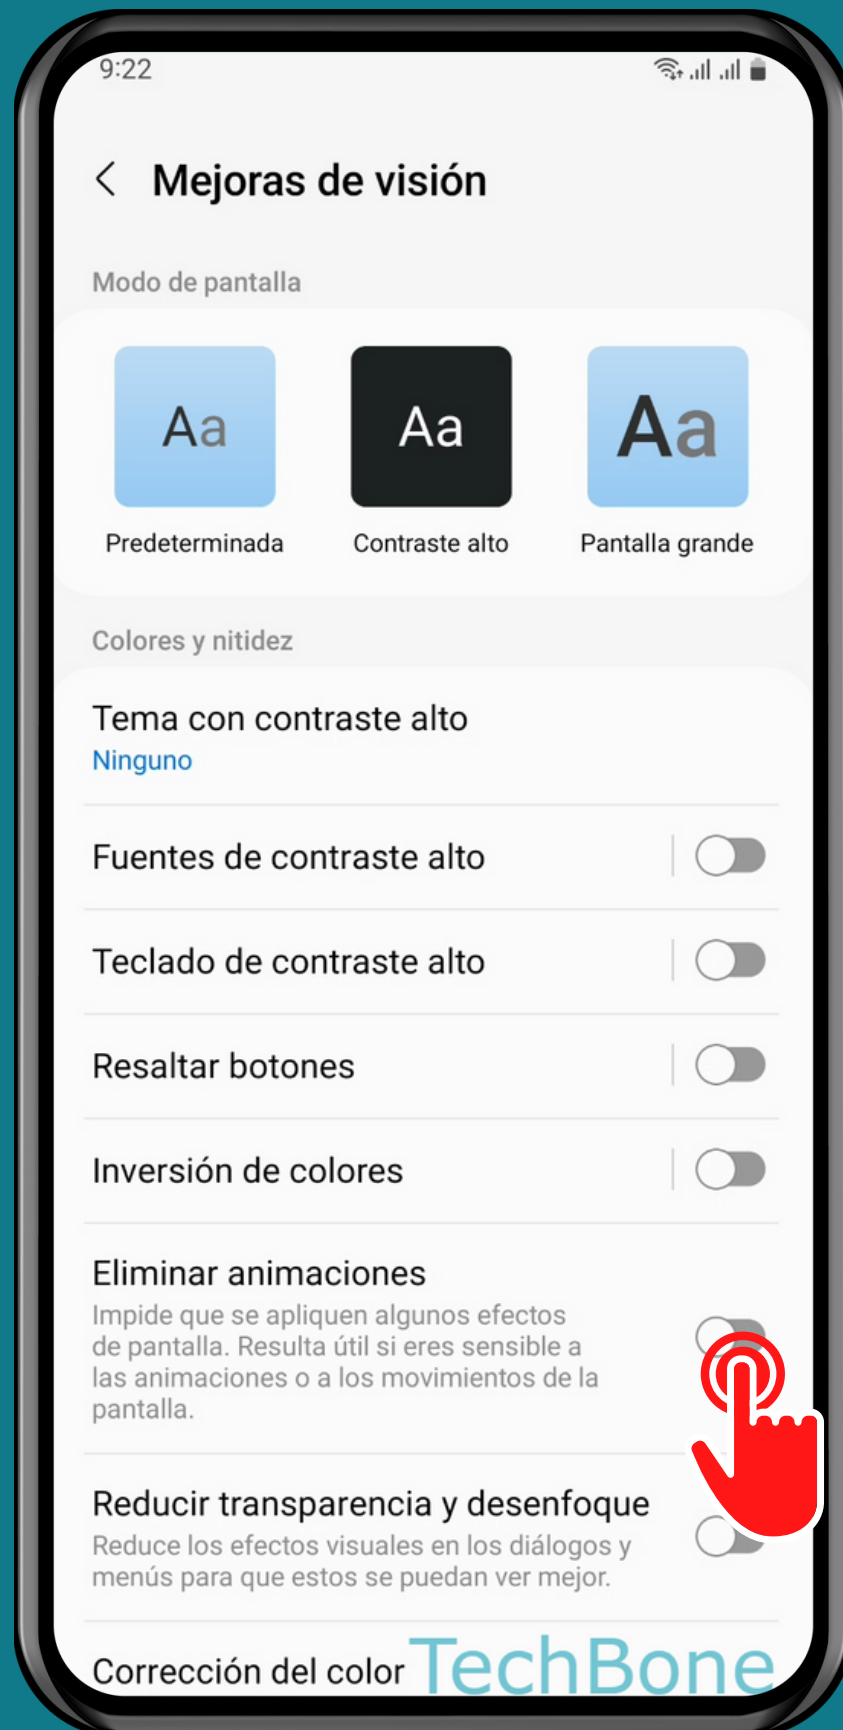 9:22
Mejoras de visión
Modo de pantalla
Aa Aa Aa
Predeterminada Contraste alto Pantalla grande
Colores y nitidez
Tema con contraste alto
Ninguno
Fuentes de contraste alto
Teclado de contraste alto
Resaltar botones
Inversión de colores
Eliminar animaciones
Impide que se apliquen algunos efectos
de pantalla. Resulta útil si eres sensible a
las animaciones o a los movimientos de la
pantalla.
Reducir transparencia y desenfoque
Reduce los efectos visuales en los diálogos y
menús para que estos se puedan ver mejor.
Corrección del color TechBone